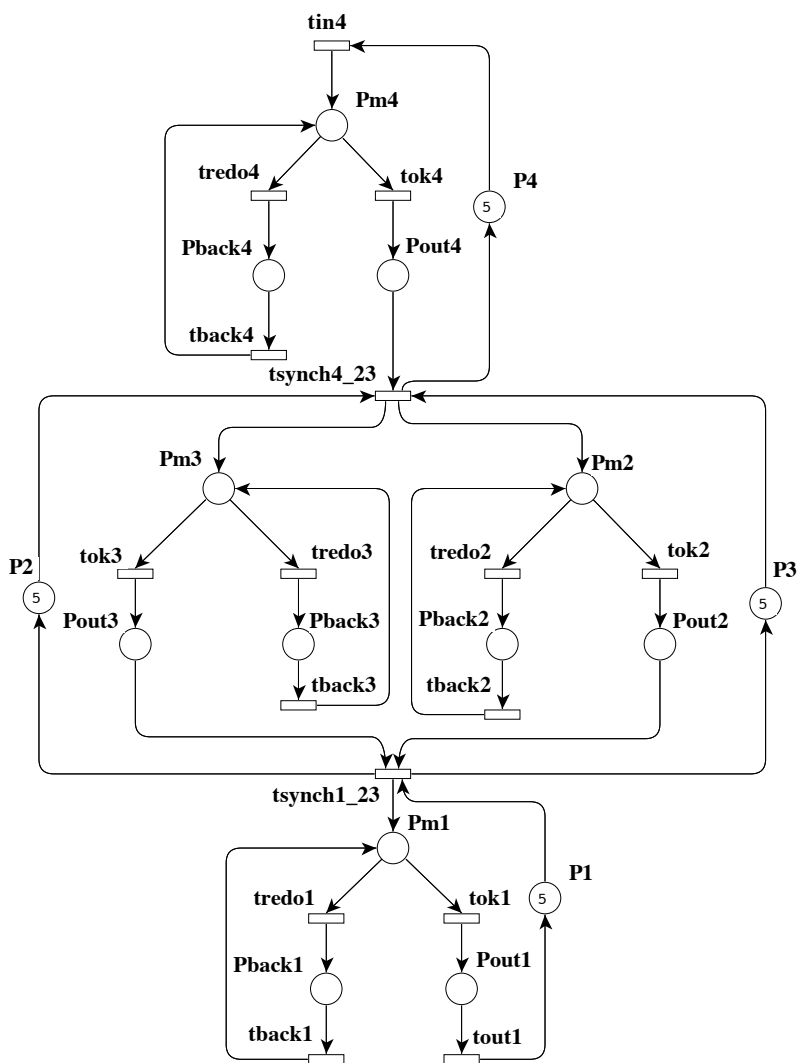 tin4
Pm4
tredo4
tok4
P4
5
Pback4
Pout4
tback4
tsynch4_23
Pm3
Pm2
tok3
tredo3
tredo2
tok2
P2
P3
5
5
Pout3
Pback3
Pback2
Pout2
tback3
tback2
tsynch1_23
Pm1
P1
tredo1
tok1
5
Pback1
Pout1
tback1
tout1